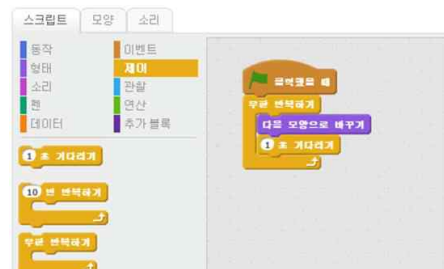 스크립트 모양 소리
동작 이벤트
형태 제어
소리 관찰
펜 연산
데이터 추가 블록
1 초 기다리기
10 번 반복하기
무한 반복하기
클릭했을 때
무한 반복하기
다음 모양으로 바꾸기
1 초 기다리기